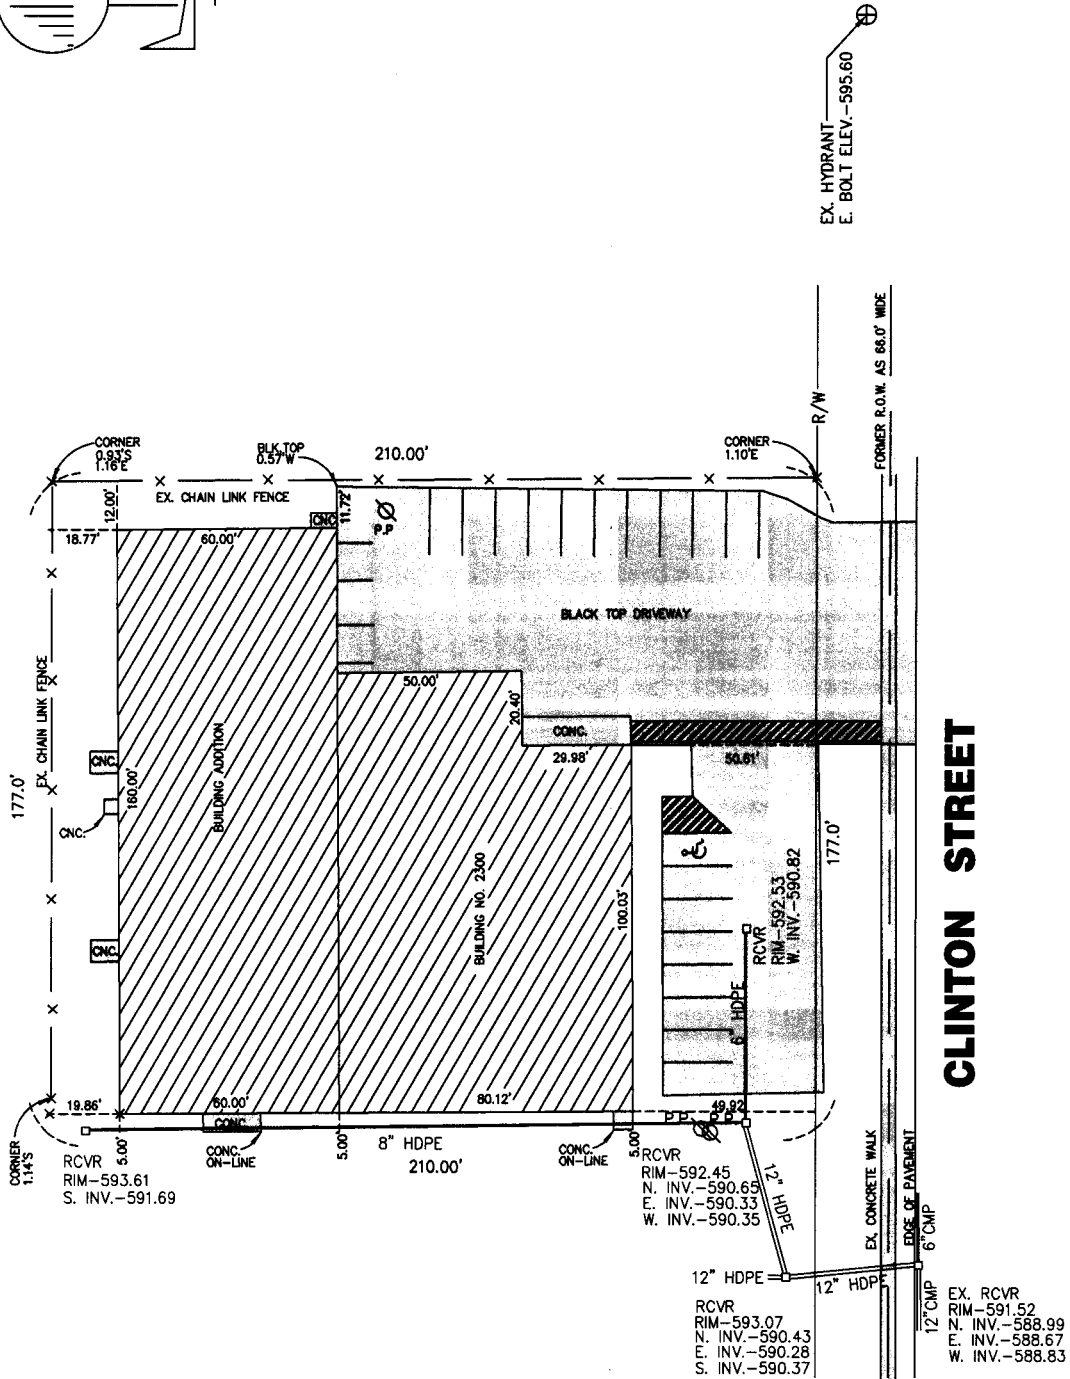 EX. HYDRANT
E. BOLT ELEV.-595.60
FORMER R.O.W. AS 66.0' WIDE
R/W
CORNER
0.93'S
1.16'E
BLK.TOP
0.57'W
210.00'
CORNER
1.10'E
EX. CHAIN LINK FENCE
12.00'
CNC
11.72'
P.P
18.77'
60.00'
BLACK TOP DRIVEWAY
EX. CHAIN LINK FENCE
177.0'
50.00'
20.40'
CONC.
29.98'
50.61'
CNC.
CNC.
160.00'
BUILDING ADDITION
BUILDING NO. 2300
100.03'
177.0'
RCVR
RIM-592.53
W. INV.-590.82
CNC.
6" HDPE
CLINTON STREET
19.86'
60.00'
80.12'
49.92'
CONC.
P P P P
CORNER
1.14'S
5.00'
CONC.
ON-LINE
5.00'
8" HDPE
210.00'
CONC.
ON-LINE
5.00'
RCVR
RIM-593.61
S. INV.-591.69
RCVR
RIM-592.45
N. INV.-590.65
E. INV.-590.33
W. INV.-590.35
12" HDPE
EX. CONCRETE WALK
EDGE OF PAVEMENT
6"CMP
12" HDPE
12" HDPE
12"CMP
RCVR
RIM-593.07
N. INV.-590.43
E. INV.-590.28
S. INV.-590.37
EX. RCVR
RIM-591.52
N. INV.-588.99
E. INV.-588.67
W. INV.-588.83